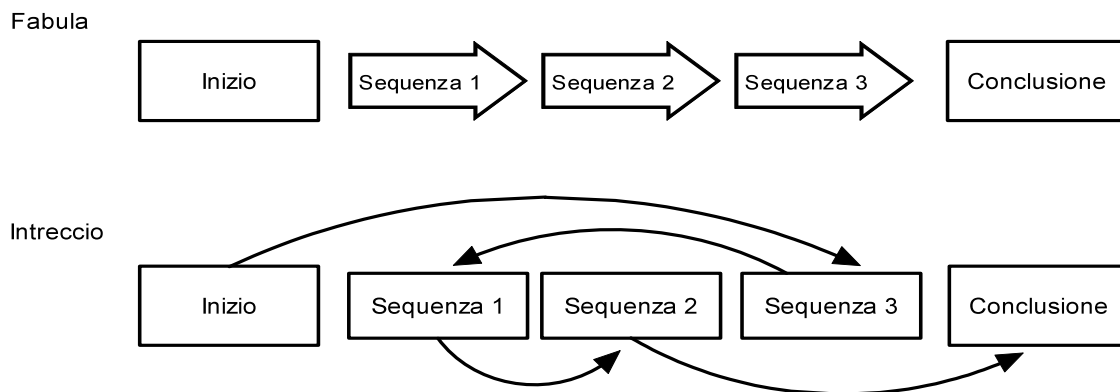 Fabula
Inizio
Sequenza 1
Sequenza 2
Sequenza 3
Conclusione
Intreccio
Inizio
Sequenza 1
Sequenza 2
Sequenza 3
Conclusione